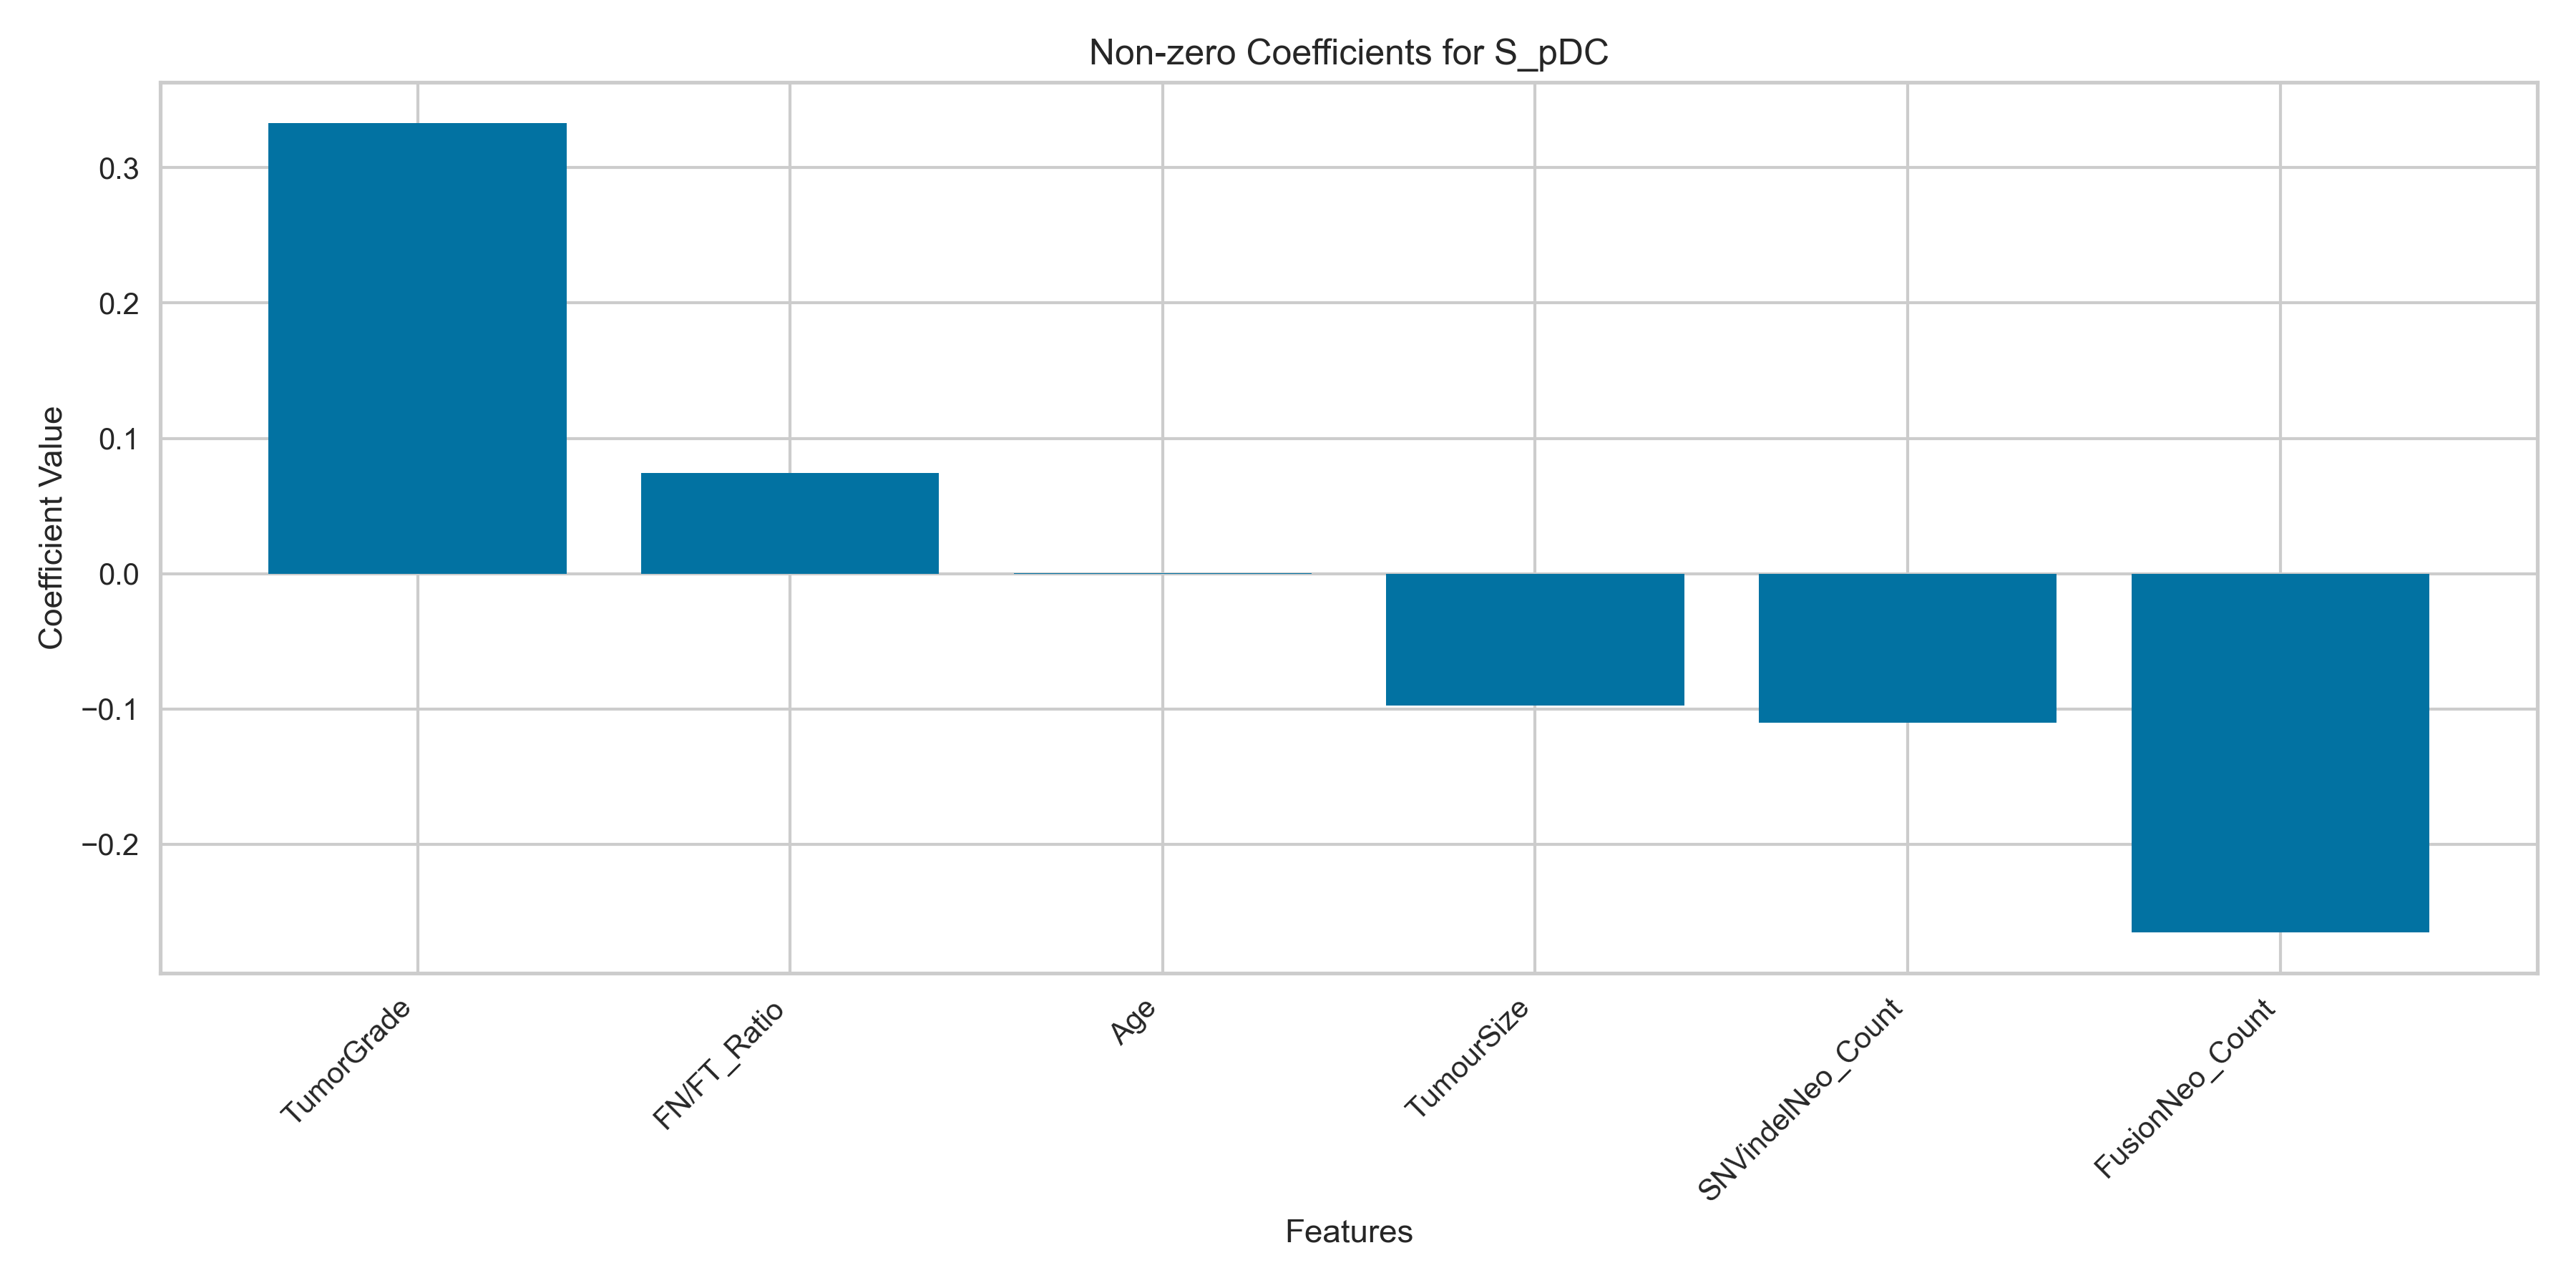 Non-zero Coefficients for S_pDC
Coefficient Value
0.3
0.2
0.1
0.0
−0.1
−0.2
TumorGrade
FN/FT_Ratio
Age
TumourSize
SNVindelNeo_Count
FusionNeo_Count
Features